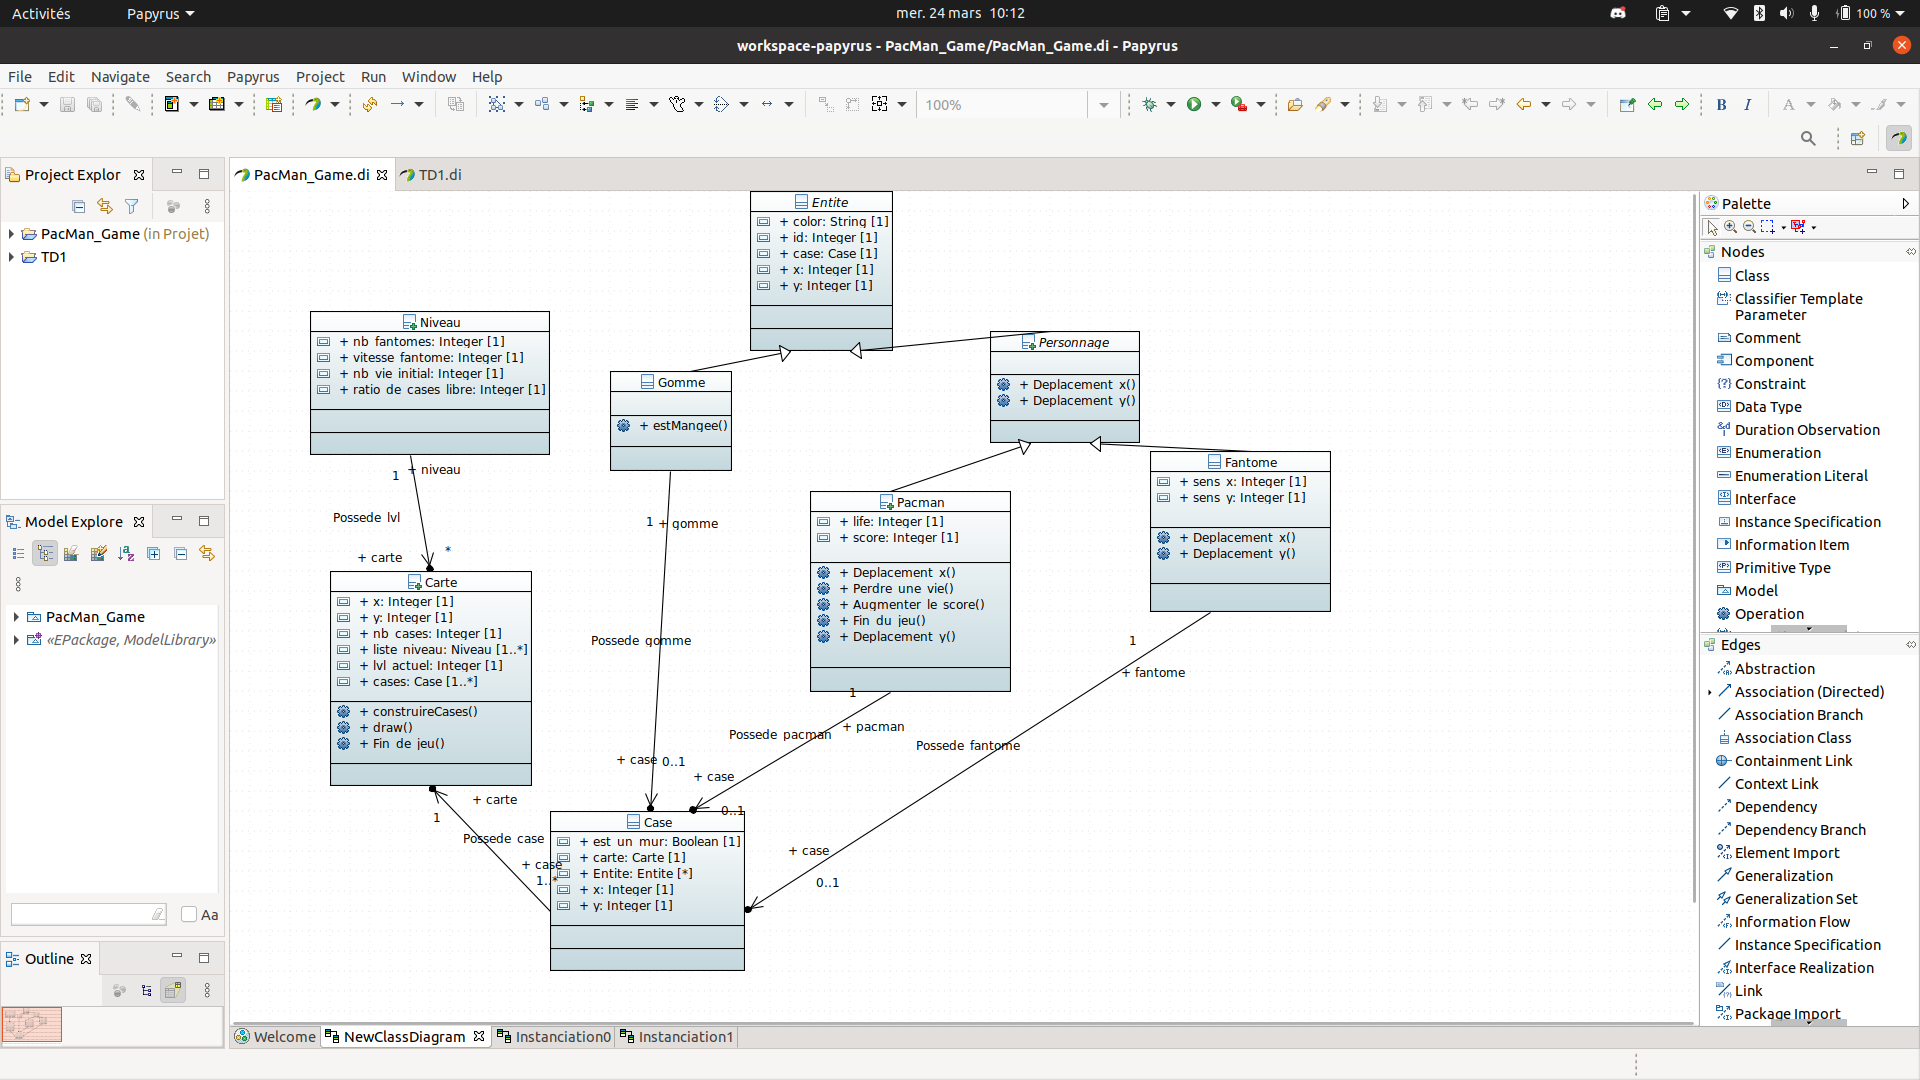 Activités
Papyrus
mer. 24 mars 10:12
100 %
workspace-papyrus - PacMan_Game/PacMan_Game.di - Papyrus
File Edit Navigate Search Papyrus Project Run Window Help
100%
B I A
Project Explor
PacMan_Game (in Projet)
TD1
Model Explore
PacMan_Game
«EPackage, ModelLibrary»
Aa
Outline
PacMan_Game.di
TD1.di
Entite
+ color: String [1]
+ id: Integer [1]
+ case: Case [1]
+ x: Integer [1]
+ y: Integer [1]
Niveau
+ nb fantomes: Integer [1]
+ vitesse fantome: Integer [1]
+ nb vie initial: Integer [1]
+ ratio de cases libre: Integer [1]
Gomme
+ estMangee()
Personnage
+ Deplacement x()
+ Deplacement y()
Pacman
+ life: Integer [1]
+ score: Integer [1]
+ Deplacement x()
+ Perdre une vie()
+ Augmenter le score()
+ Fin du jeu()
+ Deplacement y()
Fantome
+ sens x: Integer [1]
+ sens y: Integer [1]
+ Deplacement x()
+ Deplacement y()
1
+ niveau
Possede lvl
+ carte
*
Carte
+ x: Integer [1]
+ y: Integer [1]
+ nb cases: Integer [1]
+ liste niveau: Niveau [1..*]
+ lvl actuel: Integer [1]
+ cases: Case [1..*]
+ construireCases()
+ draw()
+ Fin de jeu()
1
+ gomme
Possede gomme
+ case
0..1
1
+ pacman
Possede pacman
+ case
0..1
1
+ fantome
Possede fantome
+ case
0..1
+ carte
1
Possede case
+ case
1..*
Case
+ est un mur: Boolean [1]
+ carte: Carte [1]
+ Entite: Entite [*]
+ x: Integer [1]
+ y: Integer [1]
Welcome
NewClassDiagram
Instanciation0
Instanciation1
Palette
Nodes
Class
Classifier Template
Parameter
Comment
Component
Constraint
Data Type
Duration Observation
Enumeration
Enumeration Literal
Interface
Instance Specification
Information Item
Primitive Type
Model
Operation
Edges
Abstraction
Association (Directed)
Association Branch
Association Class
Containment Link
Context Link
Dependency
Dependency Branch
Element Import
Generalization
Generalization Set
Information Flow
Instance Specification
Interface Realization
Link
Package Import